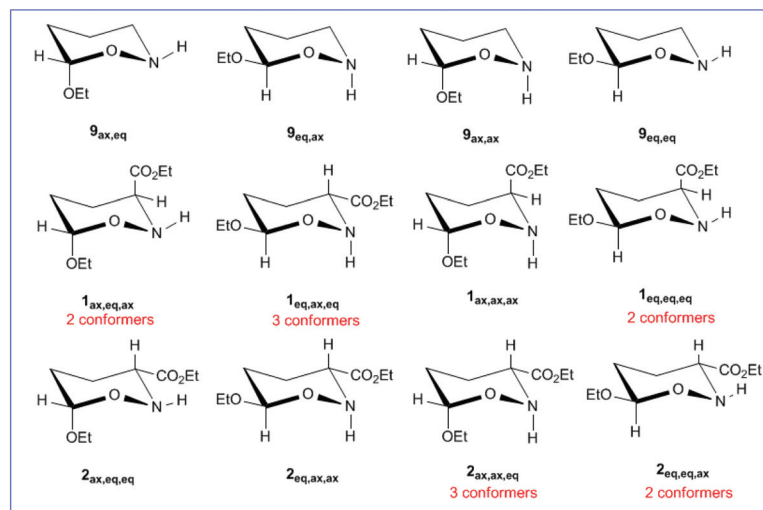 H O N H EtO O N H O N EtO O N H
OEt H H OEt H H
9ax,eq 9eq,ax 9ax,ax 9eq,eq
CO₂Et H CO₂Et CO₂Et
H O N H EtO O N CO₂Et H O N H EtO O N H H
H OEt H H OEt H H
1ax,eq,ax 1eq,ax,eq 1ax,ax,ax 1eq,eq,eq
2 conformers 3 conformers 2 conformers
H H H H
H O N H CO₂Et EtO O N CO₂Et H O N CO₂Et EtO O N H CO₂Et
OEt H H OEt H H
2ax,eq,eq 2eq,ax,ax 2ax,ax,eq 2eq,eq,ax
3 conformers 2 conformers